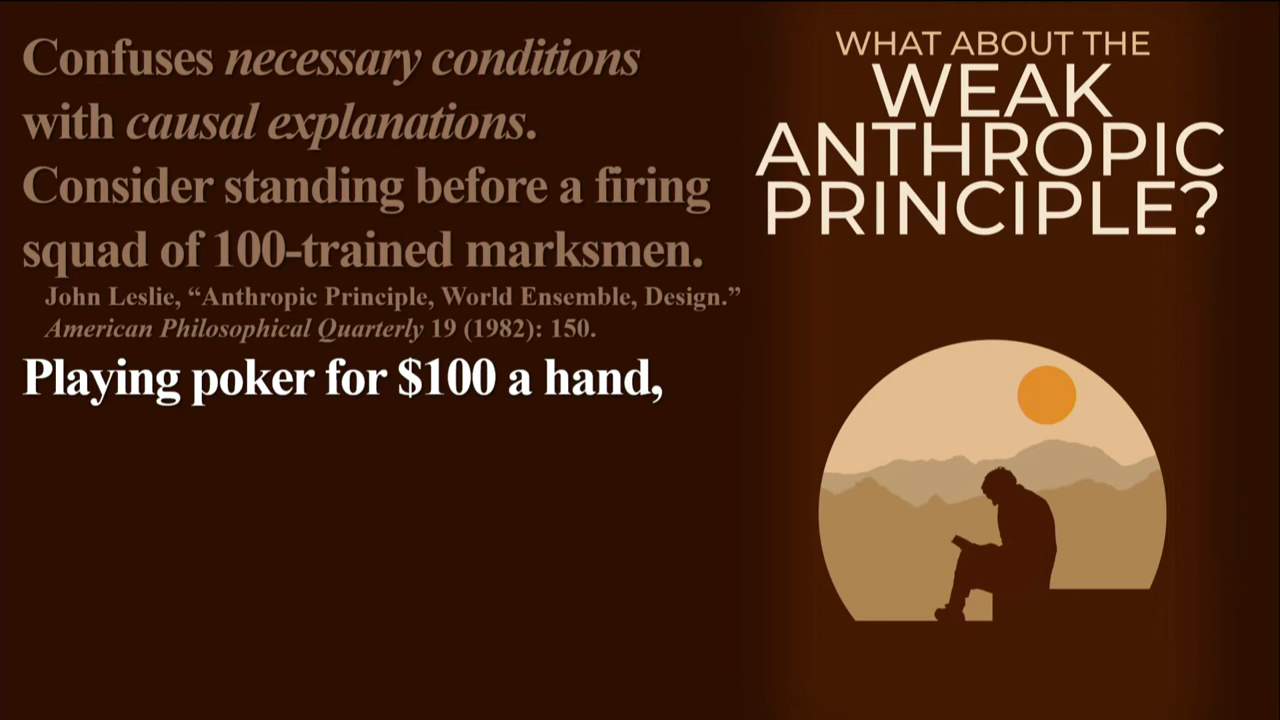 Confuses necessary conditions
with causal explanations.
Consider standing before a firing
squad of 100-trained marksmen.
John Leslie, “Anthropic Principle, World Ensemble, Design.”
American Philosophical Quarterly 19 (1982): 150.
Playing poker for $100 a hand,
WHAT ABOUT THE
WEAK
ANTHROPIC
PRINCIPLE?